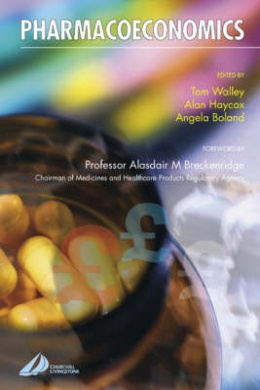 PHARMACOECONOMICS
EDITED BY
Tom Walley
Alan Haycox
Angela Boland
FOREWORD BY
Professor Alasdair M Breckenridge
Chairman of Medicines and Healthcare Products Regulatory Agency
££
CHURCHILL
LIVINGSTONE